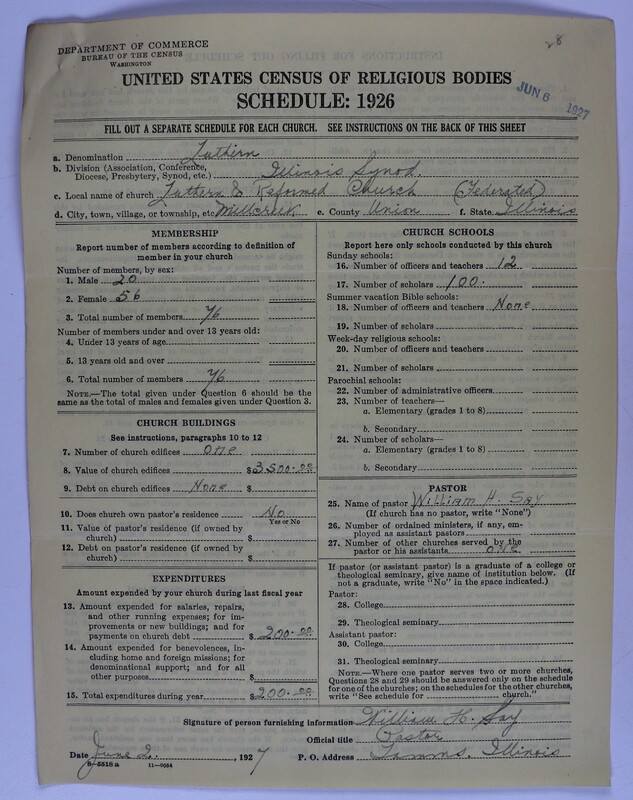 28
DEPARTMENT OF COMMERCE
BUREAU OF THE CENSUS
WASHINGTON
UNITED STATES CENSUS OF RELIGIOUS BODIES
SCHEDULE: 1926
JUN 6 1927
FILL OUT A SEPARATE SCHEDULE FOR EACH CHURCH. SEE INSTRUCTIONS ON THE BACK OF THIS SHEET
a. Denomination Luthern
b. Division (Association, Conference,
Diocese, Presbytery, Synod, etc.) Illinois Synod.
c. Local name of church Luthern & Reformed Church (Federated)
d. City, town, village, or township, etc. Millcreek e. County Union f. State Illinois
MEMBERSHIP
Report number of members according to definition of
member in your church
Number of members, by sex:
1. Male 20
2. Female 56
3. Total number of members 76
Number of members under and over 13 years old:
4. Under 13 years of age
5. 13 years old and over
6. Total number of members 76
NOTE.—The total given under Question 6 should be the
same as the total of males and females given under Question 3.
CHURCH BUILDINGS
See instructions, paragraphs 10 to 12
7. Number of church edifices one
8. Value of church edifices $3500.00
9. Debt on church edifices None $
10. Does church own pastor's residence No
Yes or No
11. Value of pastor's residence (if owned by
church) $
12. Debt on pastor's residence (if owned by
church) $
EXPENDITURES
Amount expended by your church during last fiscal year
13. Amount expended for salaries, repairs,
and other running expenses; for im-
provements or new buildings; and for
payments on church debt $200.00
14. Amount expended for benevolences, in-
cluding home and foreign missions; for
denominational support; and for all
other purposes $
15. Total expenditures during year $200.00
CHURCH SCHOOLS
Report here only schools conducted by this church
Sunday schools:
16. Number of officers and teachers 12
17. Number of scholars 100.
Summer vacation Bible schools:
18. Number of officers and teachers None
19. Number of scholars
Week-day religious schools:
20. Number of officers and teachers
21. Number of scholars
Parochial schools:
22. Number of administrative officers
23. Number of teachers—
a. Elementary (grades 1 to 8)
b. Secondary
24. Number of scholars—
a. Elementary (grades 1 to 8)
b. Secondary
PASTOR
25. Name of pastor William H. Say
(If church has no pastor, write "None")
26. Number of ordained ministers, if any, em-
ployed as assistant pastors
27. Number of other churches served by the
pastor or his assistants one
If pastor (or assistant pastor) is a graduate of a college or
theological seminary, give name of institution below. (If
not a graduate, write "No" in the space indicated.)
Pastor:
28. College
29. Theological seminary
Assistant pastor:
30. College
31. Theological seminary
NOTE.—Where one pastor serves two or more churches,
Questions 28 and 29 should be answered only on the schedule
for one of the churches; on the schedules for the other churches,
write "See schedule for church."
Signature of person furnishing information William H. Say
Official title Pastor
Date June 2. 1927 P. O. Address Tamms. Illinois
8-5518 a 11-9684